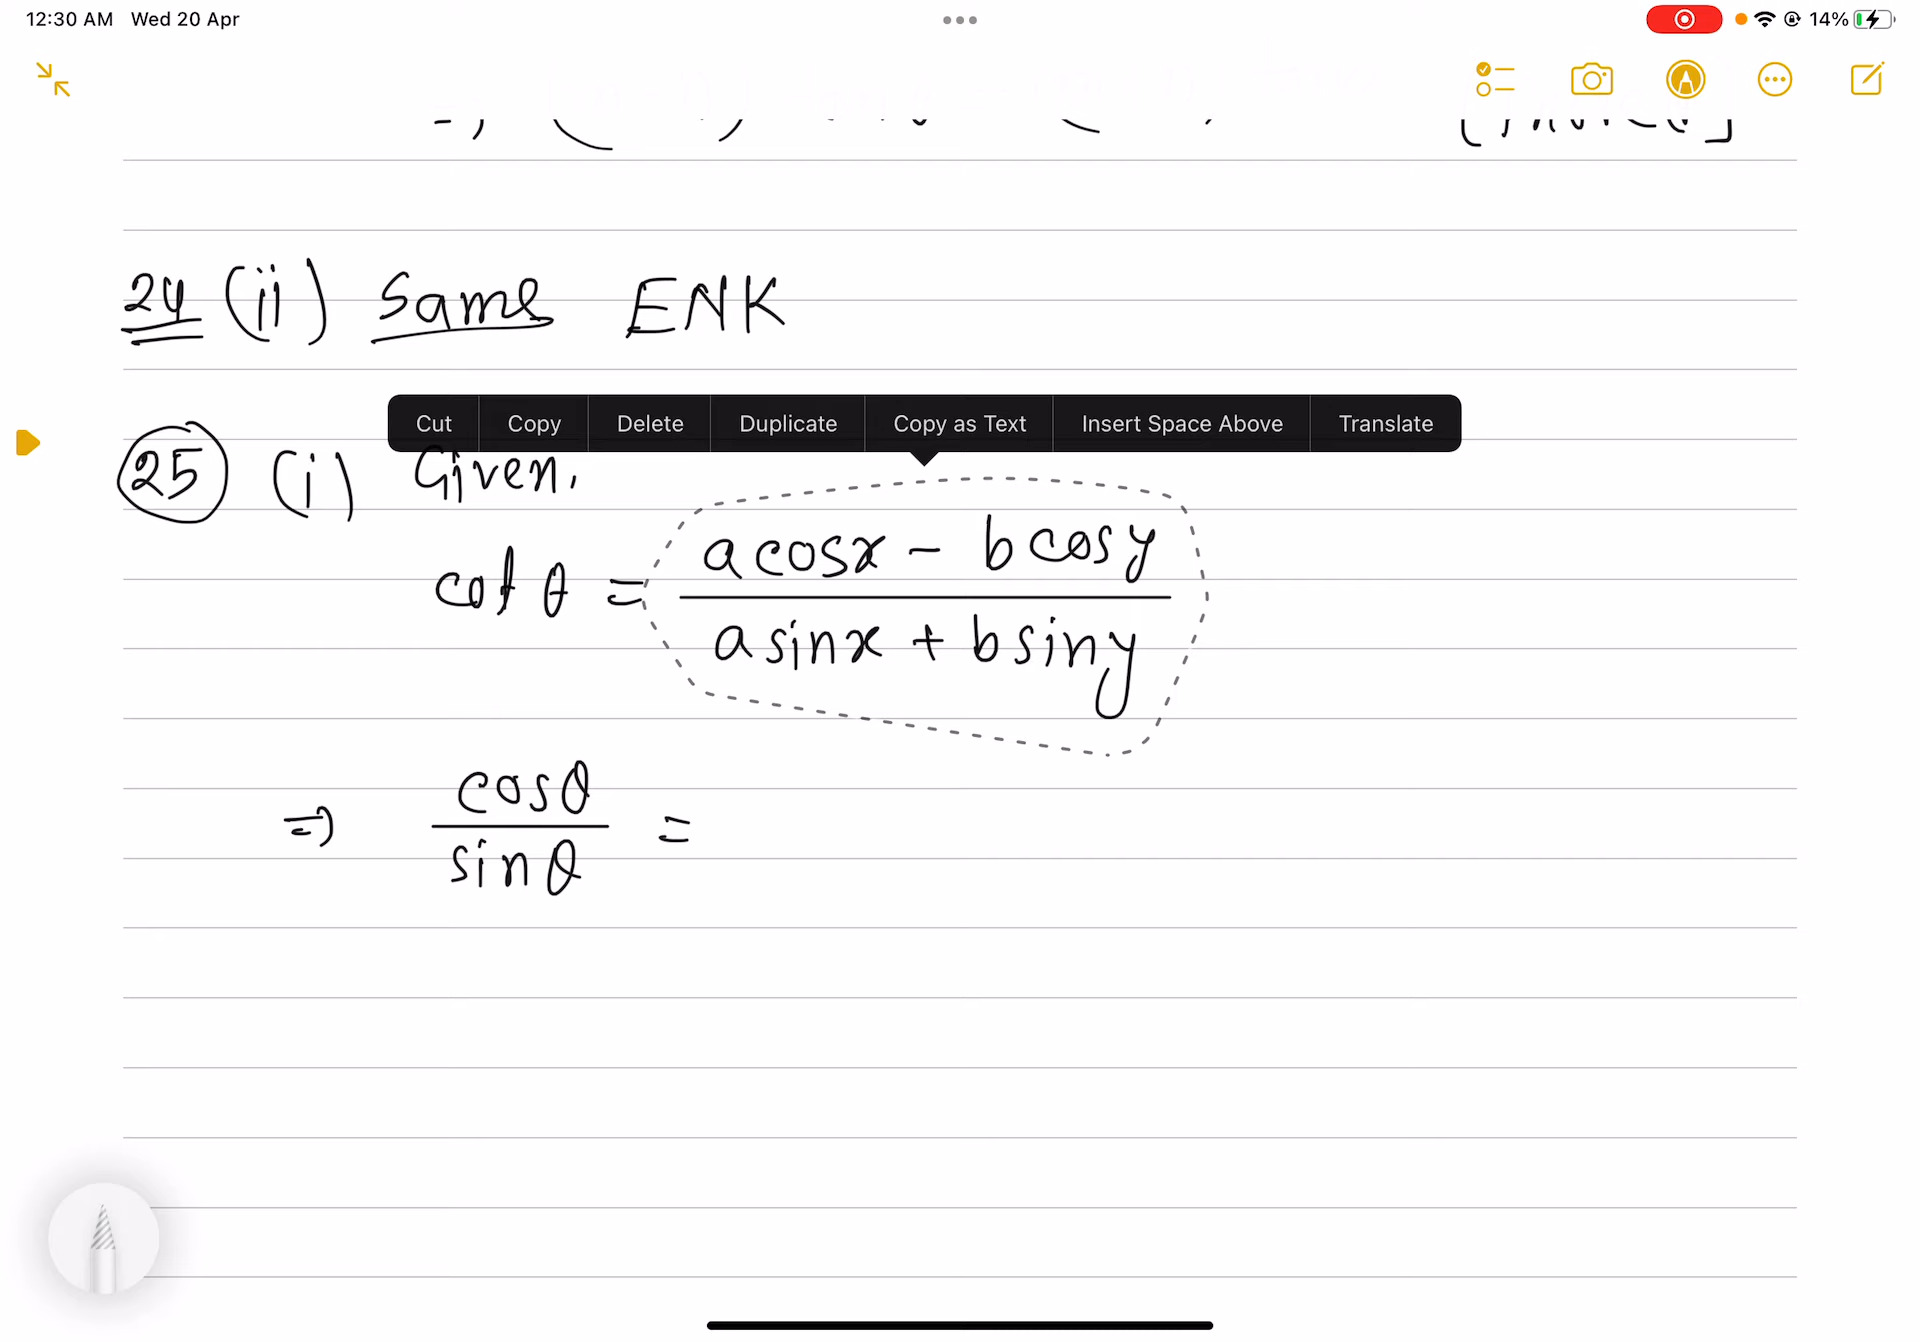 12:30 AM Wed 20 Apr
14%
24 (ii) Same ENK
Cut Copy Delete Duplicate Copy as Text Insert Space Above Translate
25 (i) Given,
cot θ = (a cosx - b cosy) / (a sinx + b siny)
=> cosθ / sinθ =